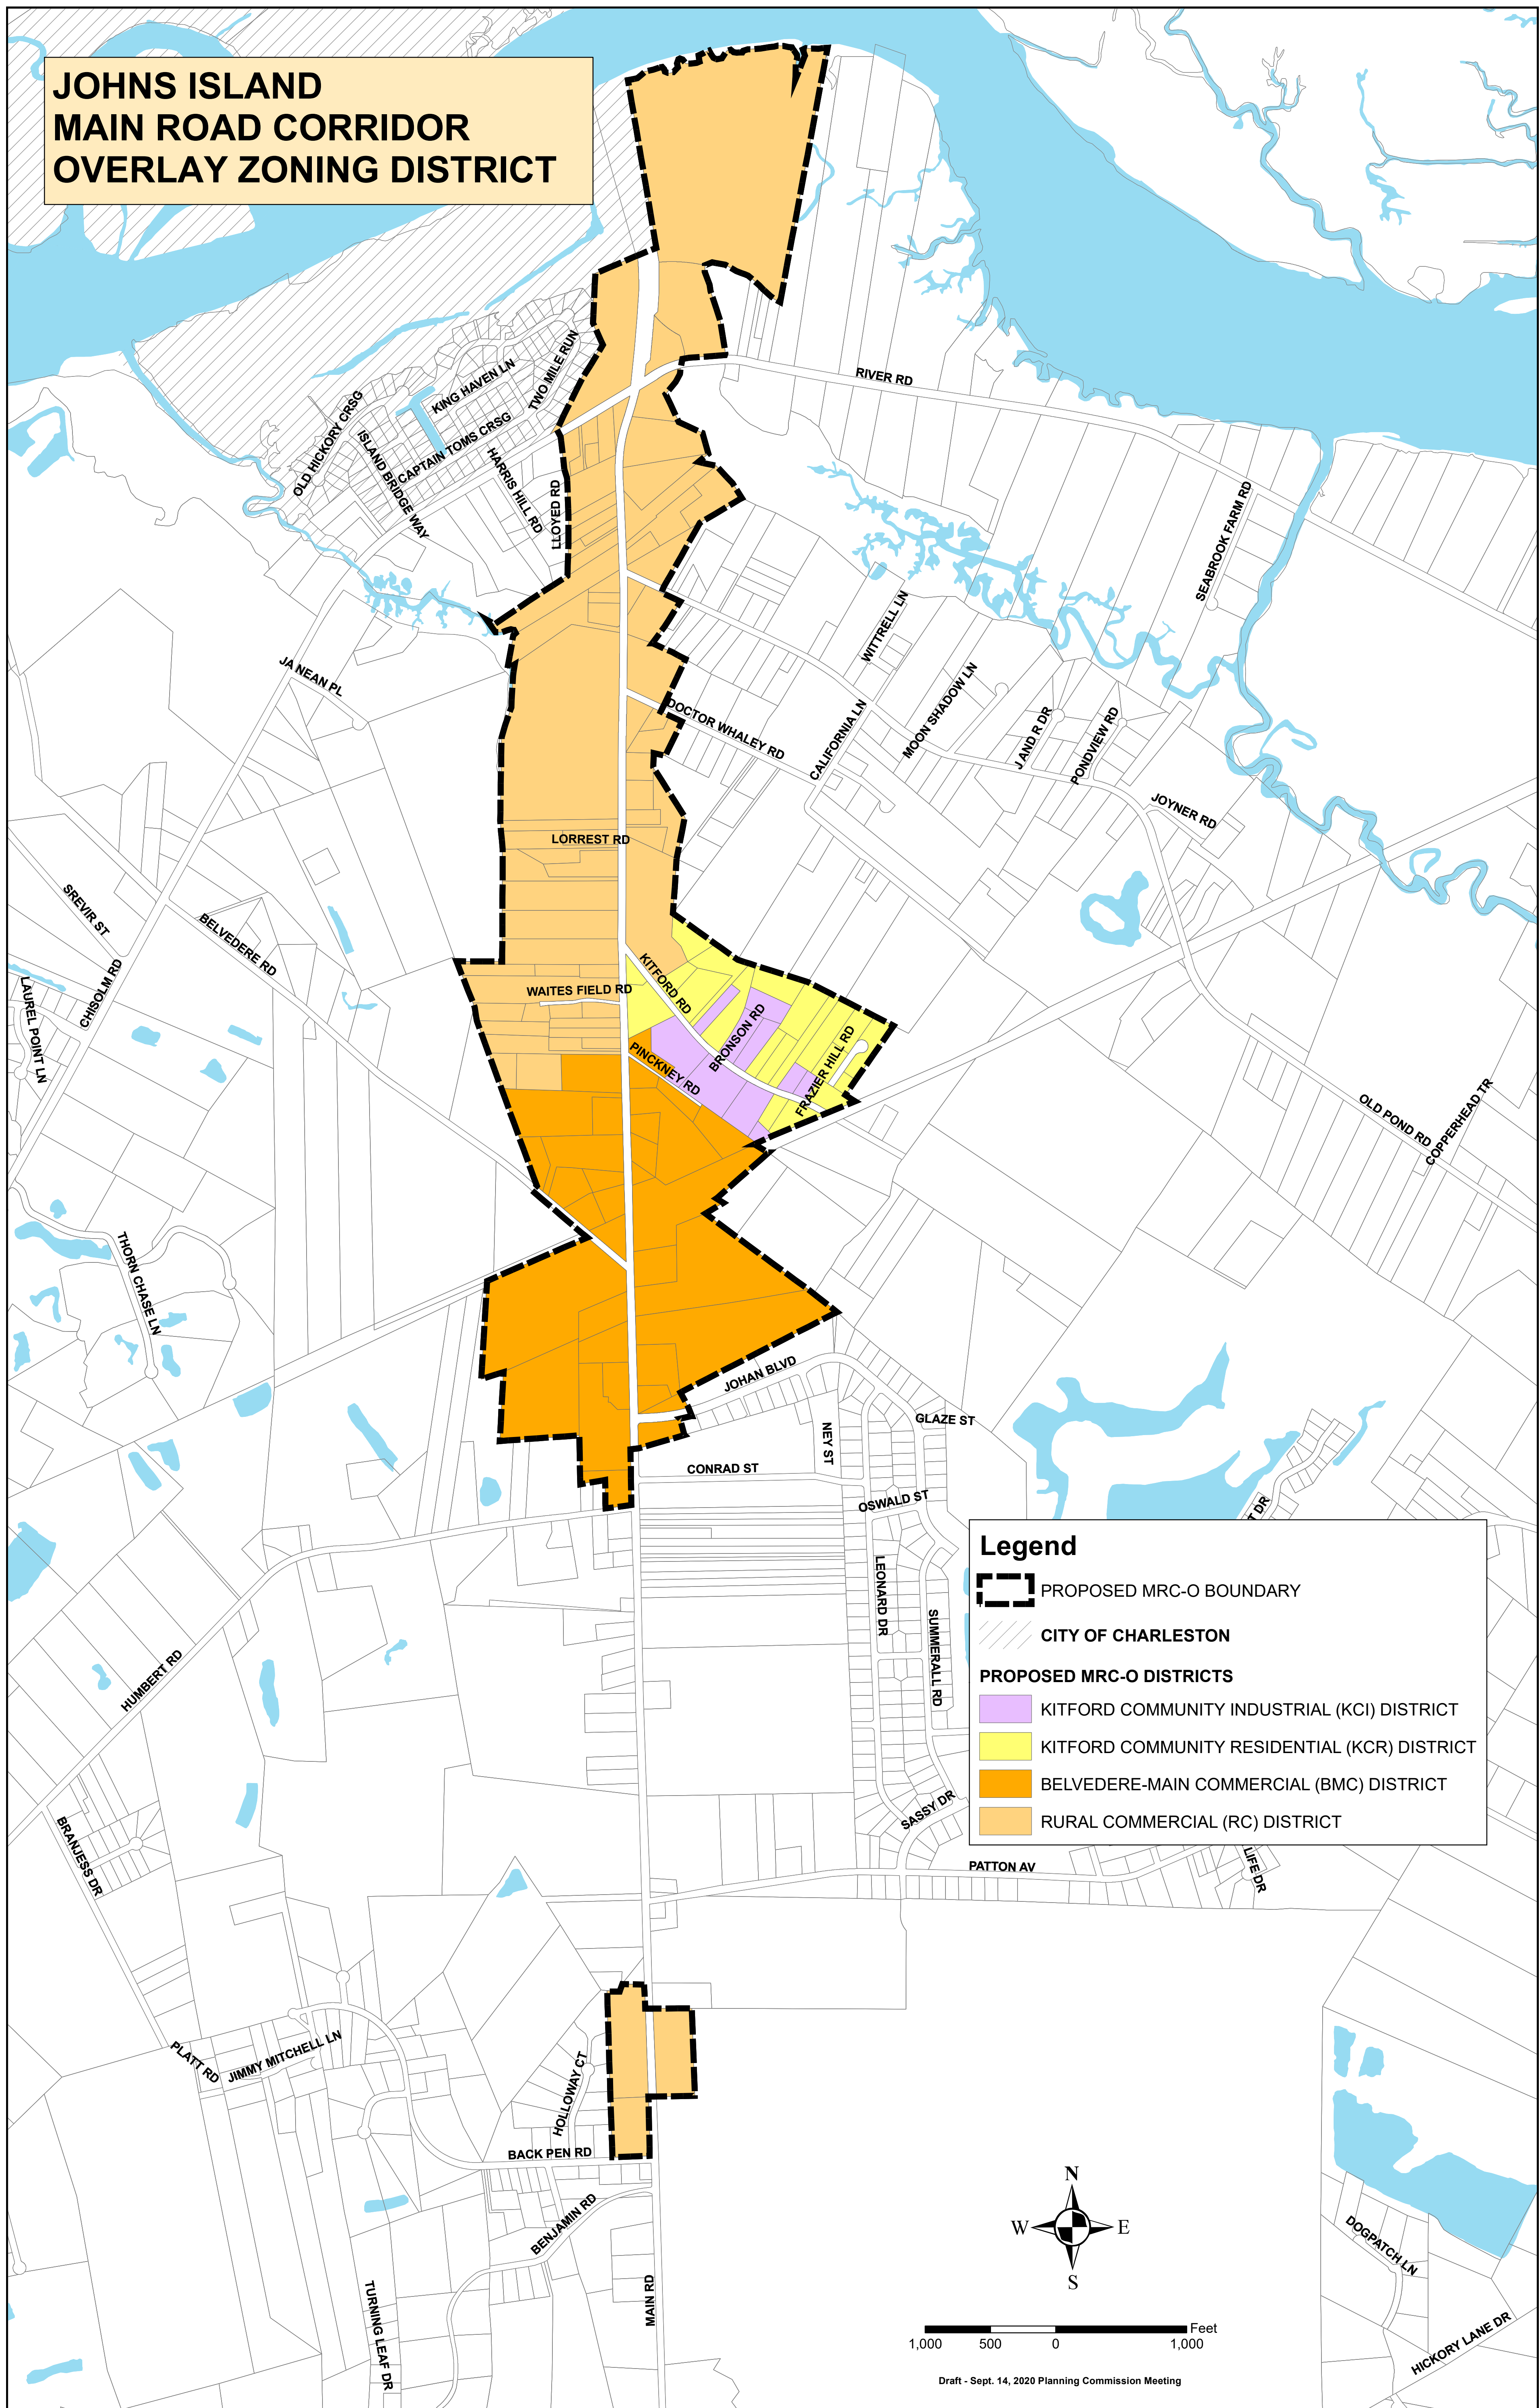 JOHNS ISLAND
MAIN ROAD CORRIDOR
OVERLAY ZONING DISTRICT
RIVER RD
KING HAVEN LN
TWO MILE RUN
OLD HICKORY CRSG
ISLAND BRIDGE WAY
CAPTAIN TOMS CRSG
HARRIS HILL RD
LLOYED RD
SEABROOK FARM RD
WITTRELL LN
JA NEAN PL
DOCTOR WHALEY RD
CALIFORNIA LN
MOON SHADOW LN
J AND R DR
PONDVIEW RD
JOYNER RD
LORREST RD
SREVIR ST
BELVEDERE RD
CHISOLM RD
LAUREL POINT LN
WAITES FIELD RD
KITFORD RD
BRONSON RD
PINCKNEY RD
FRAZIER HILL RD
OLD POND RD
COPPERHEAD TR
THORN CHASE LN
JOHAN BLVD
GLAZE ST
NEY ST
CONRAD ST
OSWALD ST
T DR
LEONARD DR
SUMMERALL RD
HUMBERT RD
Legend
PROPOSED MRC-O BOUNDARY
CITY OF CHARLESTON
PROPOSED MRC-O DISTRICTS
KITFORD COMMUNITY INDUSTRIAL (KCI) DISTRICT
KITFORD COMMUNITY RESIDENTIAL (KCR) DISTRICT
BELVEDERE-MAIN COMMERCIAL (BMC) DISTRICT
RURAL COMMERCIAL (RC) DISTRICT
SASSY DR
BRANJESS DR
PATTON AV
LIFE DR
PLATT RD
JIMMY MITCHELL LN
HOLLOWAY CT
BACK PEN RD
BENJAMIN RD
MAIN RD
TURNING LEAF DR
DOGPATCH LN
HICKORY LANE DR
N
W E
S
Feet
1,000 500 0 1,000
Draft - Sept. 14, 2020 Planning Commission Meeting